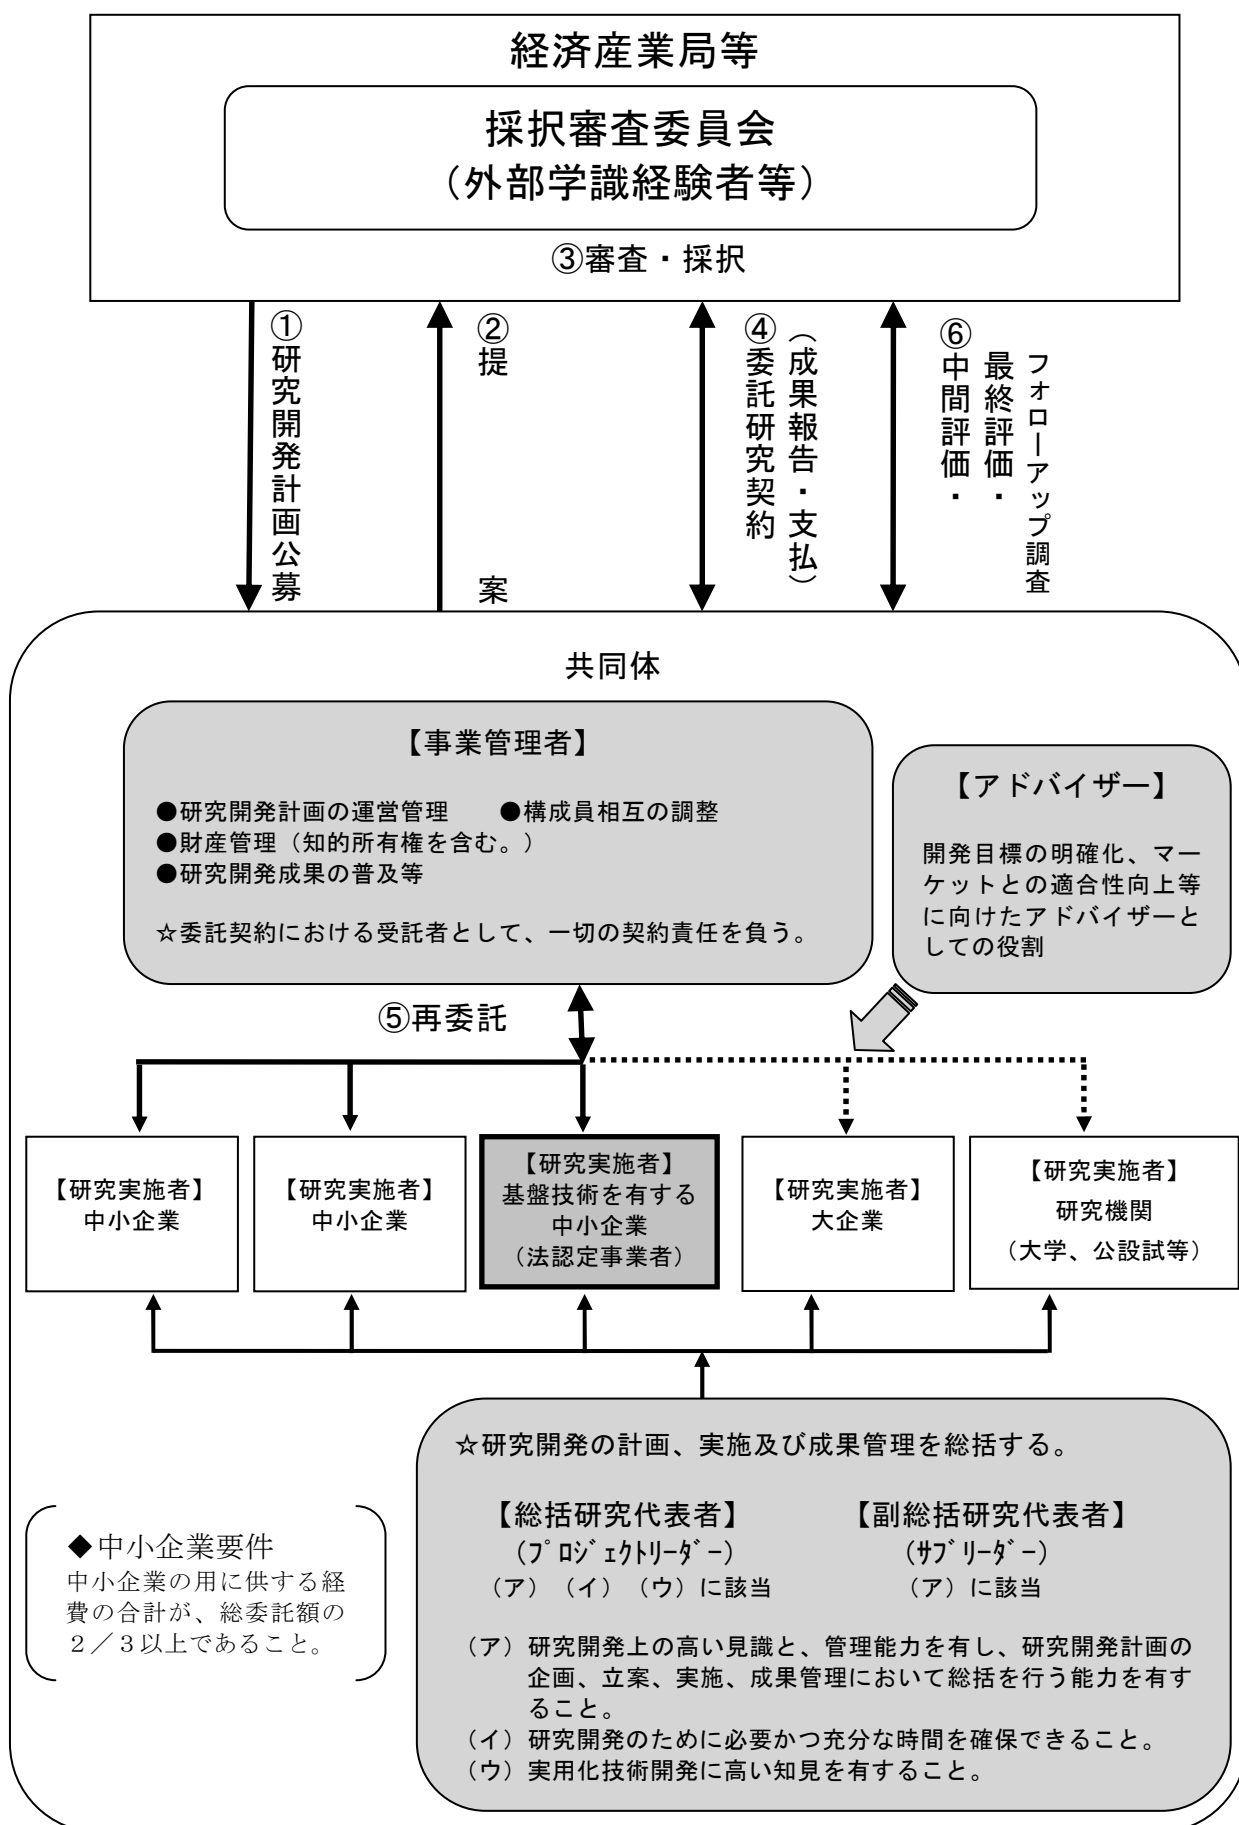 経済産業局等
採択審査委員会
（外部学識経験者等）
③審査・採択
①研究開発計画公募
②提案
④委託研究契約
（成果報告・支払）
⑥中間評価・
最終評価・
フォローアップ調査
共同体
【事業管理者】
●研究開発計画の運営管理　●構成員相互の調整
●財産管理（知的所有権を含む。）
●研究開発成果の普及等
☆委託契約における受託者として、一切の契約責任を負う。
【アドバイザー】
開発目標の明確化、マー
ケットとの適合性向上等
に向けたアドバイザーと
しての役割
⑤再委託
【研究実施者】
中小企業
【研究実施者】
中小企業
【研究実施者】
基盤技術を有する
中小企業
（法認定事業者）
【研究実施者】
大企業
【研究実施者】
研究機関
（大学、公設試等）
☆研究開発の計画、実施及び成果管理を総括する。
【総括研究代表者】
（ﾌﾟﾛｼﾞｪｸﾄﾘｰﾀﾞｰ）
（ア）（イ）（ウ）に該当
【副総括研究代表者】
（ｻﾌﾞﾘｰﾀﾞｰ）
（ア）に該当
（ア）研究開発上の高い見識と、管理能力を有し、研究開発計画の
企画、立案、実施、成果管理において総括を行う能力を有す
ること。
（イ）研究開発のために必要かつ充分な時間を確保できること。
（ウ）実用化技術開発に高い知見を有すること。
◆中小企業要件
中小企業の用に供する経
費の合計が、総委託額の
２／３以上であること。